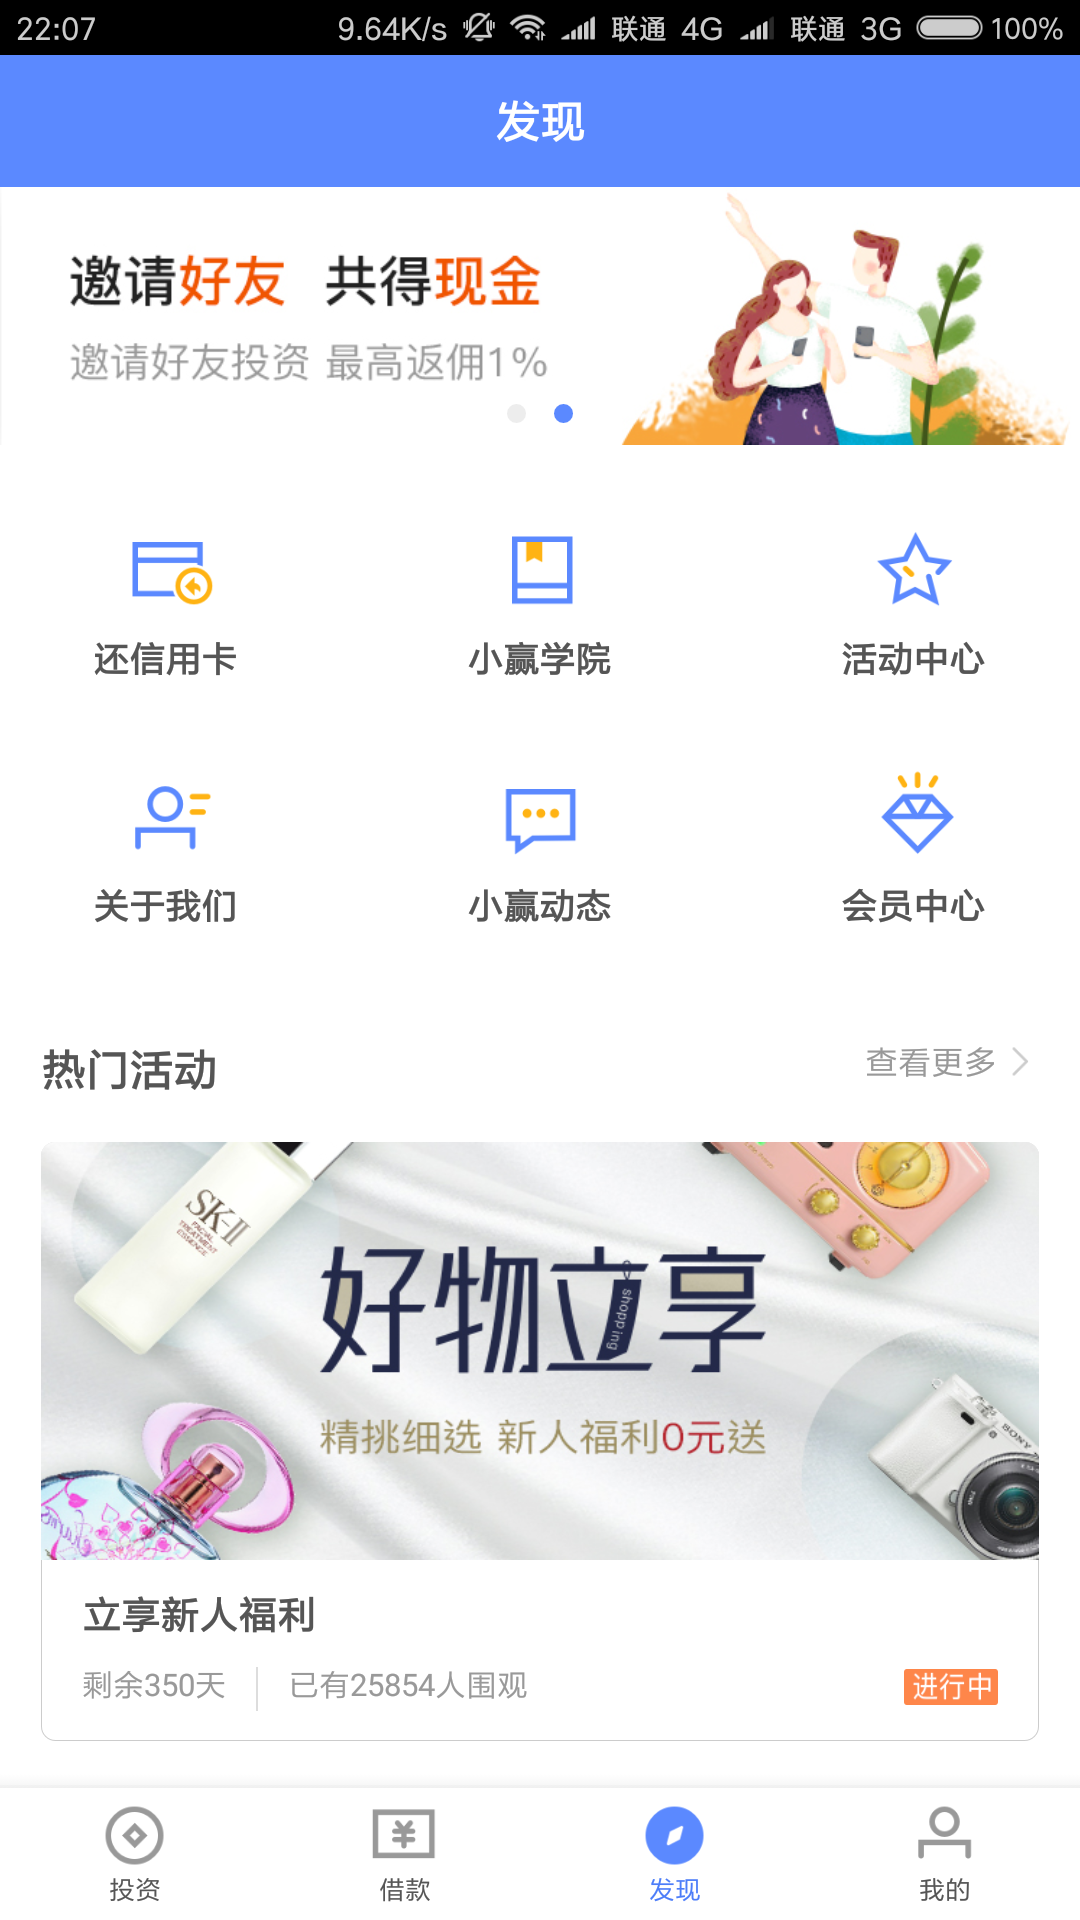 22:07 9.64K/s 联通 4G 联通 3G 100%
发现
邀请好友 共得现金
邀请好友投资 最高返佣1%
还信用卡 小赢学院 活动中心
关于我们 小赢动态 会员中心
热门活动 查看更多
SK-II
FACIAL
TREATMENT
ESSENCE
好物立享
shopping
精挑细选 新人福利0元送
SONY
立享新人福利
剩余350天 已有25854人围观 进行中
投资 借款 发现 我的